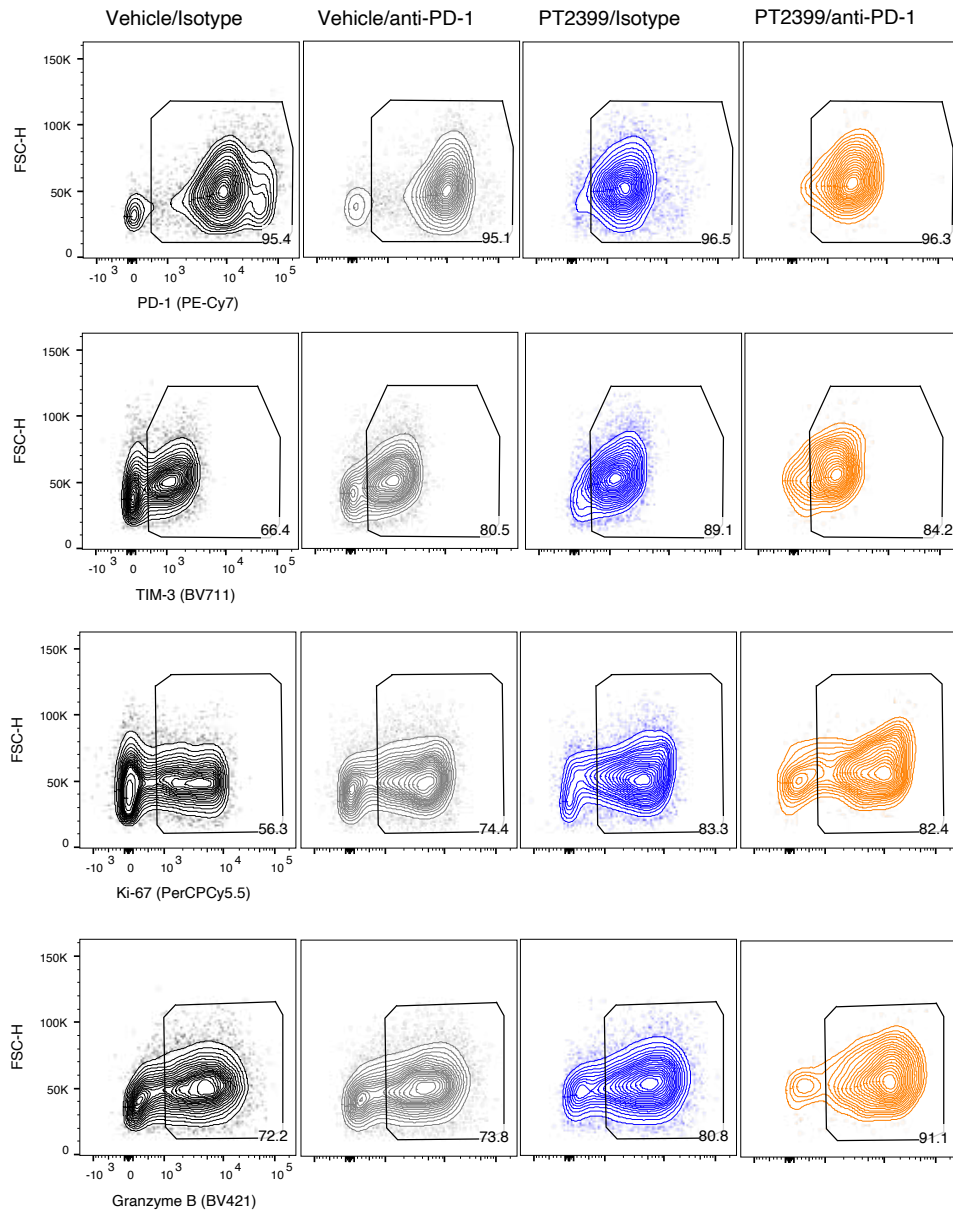 Vehicle/Isotype Vehicle/anti-PD-1 PT2399/Isotype PT2399/anti-PD-1
150K
100K
50K
0
FSC-H
95.4 95.1 96.5 96.3
-10 3 0 10 3 10 4 10 5
PD-1 (PE-Cy7)
150K
100K
50K
0
FSC-H
66.4 80.5 89.1 84.2
-10 3 0 10 3 10 4 10 5
TIM-3 (BV711)
150K
100K
50K
0
FSC-H
56.3 74.4 83.3 82.4
-10 3 0 10 3 10 4 10 5
Ki-67 (PerCPCy5.5)
150K
100K
50K
0
FSC-H
72.2 73.8 80.8 91.1
-10 3 0 10 3 10 4 10 5
Granzyme B (BV421)